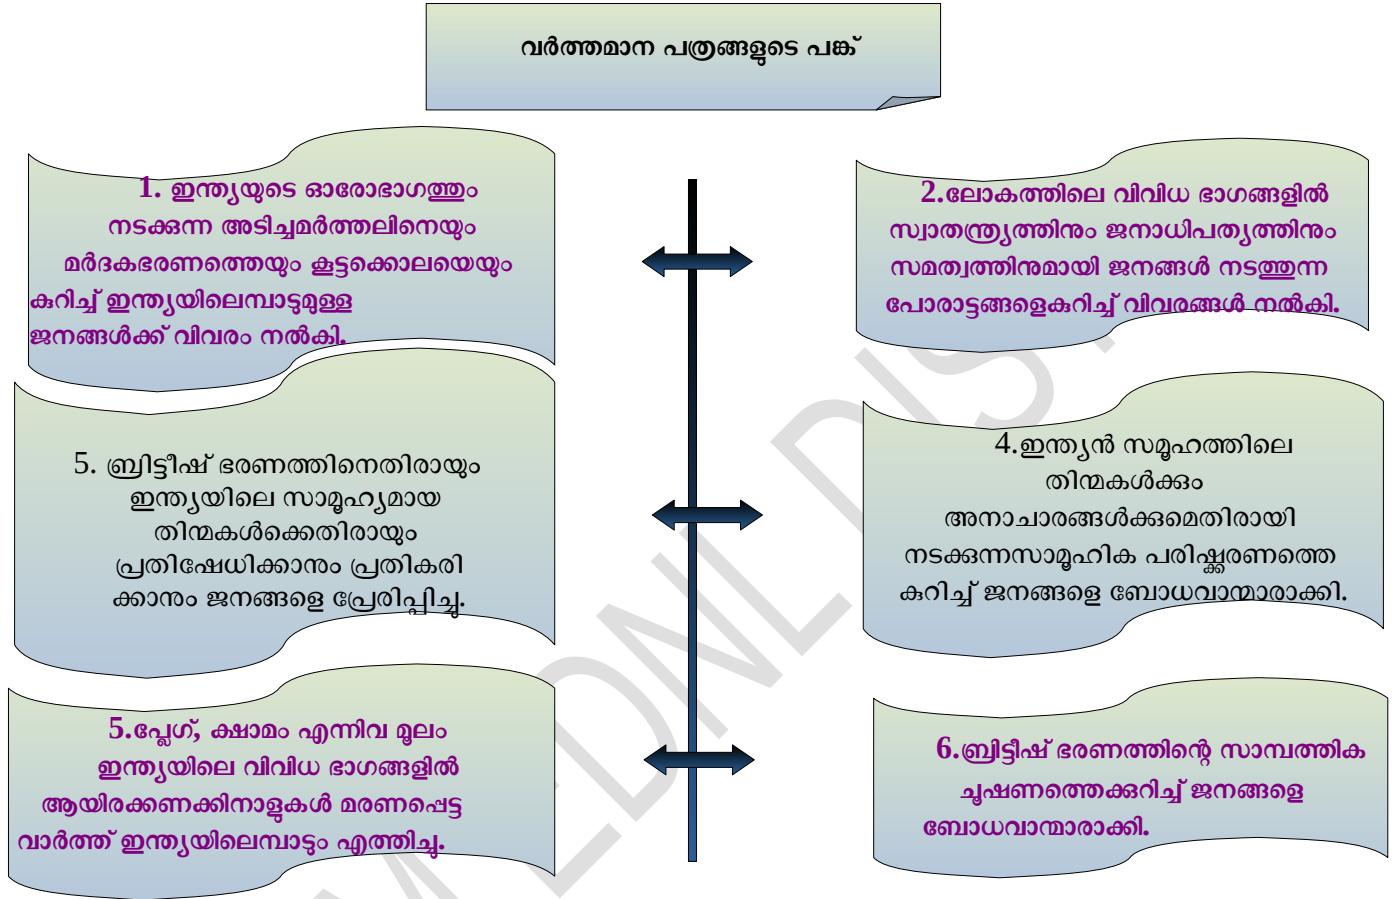 വർത്തമാന പത്രങ്ങളുടെ പങ്ക്
1. ഇന്ത്യയുടെ ഓരോഭാഗത്തും
നടക്കുന്ന അടിച്ചമർത്തലിനെയും
മർദകഭരണത്തെയും കൂട്ടക്കൊലയെയും
കുറിച്ച് ഇന്ത്യയിലെമ്പാടുമുള്ള
ജനങ്ങൾക്ക് വിവരം നൽകി.
2.ലോകത്തിലെ വിവിധ ഭാഗങ്ങളിൽ
സ്വാതന്ത്ര്യത്തിനും ജനാധിപത്യത്തിനും
സമത്വത്തിനുമായി ജനങ്ങൾ നടത്തുന്ന
പോരാട്ടങ്ങളെകുറിച്ച് വിവരങ്ങൾ നൽകി.
5. ബ്രിട്ടീഷ് ഭരണത്തിനെതിരായും
ഇന്ത്യയിലെ സാമൂഹ്യമായ
തിന്മകൾക്കെതിരായും
പ്രതിഷേധിക്കാനും പ്രതികരി
ക്കാനും ജനങ്ങളെ പ്രേരിപ്പിച്ചു.
4.ഇന്ത്യൻ സമൂഹത്തിലെ
തിന്മകൾക്കും
അനാചാരങ്ങൾക്കുമെതിരായി
നടക്കുന്നസാമൂഹിക പരിഷ്ക്കരണത്തെ
കുറിച്ച് ജനങ്ങളെ ബോധവാന്മാരാക്കി.
5.പ്ലേഗ്, ക്ഷാമം എന്നിവ മൂലം
ഇന്ത്യയിലെ വിവിധ ഭാഗങ്ങളിൽ
ആയിരക്കണക്കിനാളുകൾ മരണപ്പെട്ട
വാർത്ത് ഇന്ത്യയിലെമ്പാടും എത്തിച്ചു.
6.ബ്രിട്ടീഷ് ഭരണത്തിന്റെ സാമ്പത്തിക
ചൂഷണത്തെക്കുറിച്ച് ജനങ്ങളെ
ബോധവാന്മാരാക്കി.